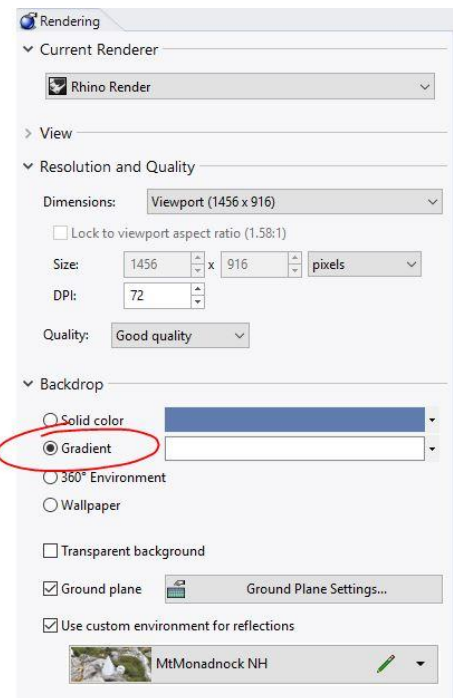 Rendering
Current Renderer
Rhino Render
View
Resolution and Quality
Dimensions: Viewport (1456 x 916)
Lock to viewport aspect ratio (1.58:1)
Size: 1456 x 916 pixels
DPI: 72
Quality: Good quality
Backdrop
Solid color
Gradient
360° Environment
Wallpaper
Transparent background
Ground plane Ground Plane Settings...
Use custom environment for reflections
MtMonadnock NH